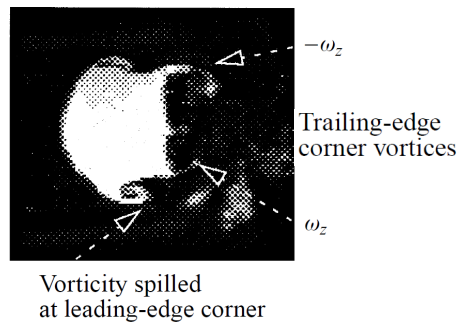 −ω_z
Trailing-edge
corner vortices
ω_z
Vorticity spilled
at leading-edge corner